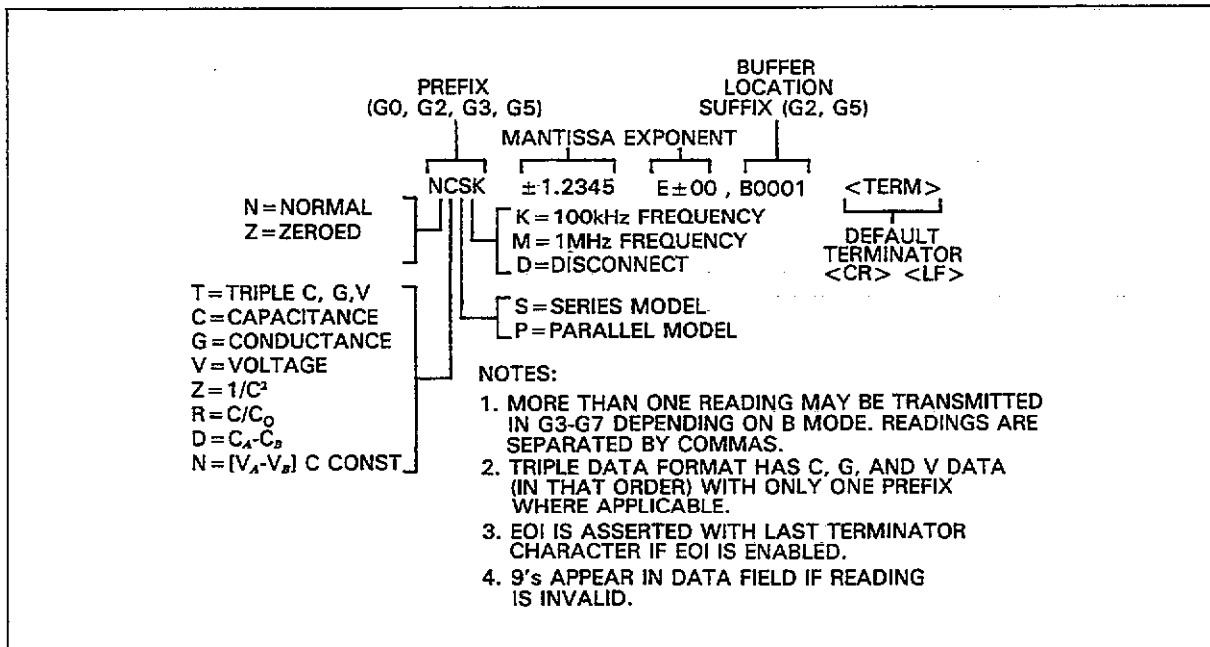 PREFIX
(G0, G2, G3, G5)
BUFFER
LOCATION
SUFFIX (G2, G5)
MANTISSA EXPONENT
NCSK ±1.2345 E±00 , B0001 <TERM>
N=NORMAL
Z=ZEROED
K=100kHz FREQUENCY
M=1MHz FREQUENCY
D=DISCONNECT
DEFAULT
TERMINATOR
<CR> <LF>
T=TRIPLE C, G,V
C=CAPACITANCE
G=CONDUCTANCE
V=VOLTAGE
Z=1/C²
R=C/C_O
D=C_A-C_B
N=[V_A-V_B] C CONST
S=SERIES MODEL
P=PARALLEL MODEL
NOTES:
1. MORE THAN ONE READING MAY BE TRANSMITTED
IN G3-G7 DEPENDING ON B MODE. READINGS ARE
SEPARATED BY COMMAS.
2. TRIPLE DATA FORMAT HAS C, G, AND V DATA
(IN THAT ORDER) WITH ONLY ONE PREFIX
WHERE APPLICABLE.
3. EOI IS ASSERTED WITH LAST TERMINATOR
CHARACTER IF EOI IS ENABLED.
4. 9's APPEAR IN DATA FIELD IF READING
IS INVALID.